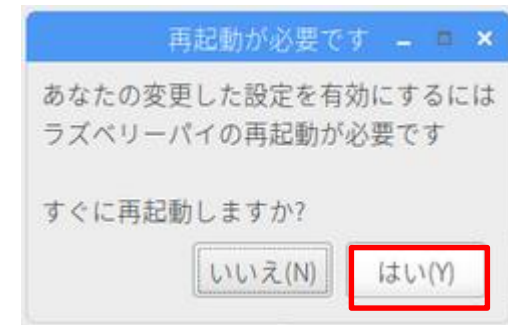 再起動が必要です
あなたの変更した設定を有効にするには
ラズベリーパイの再起動が必要です
すぐに再起動しますか?
いいえ(N)
はい(Y)